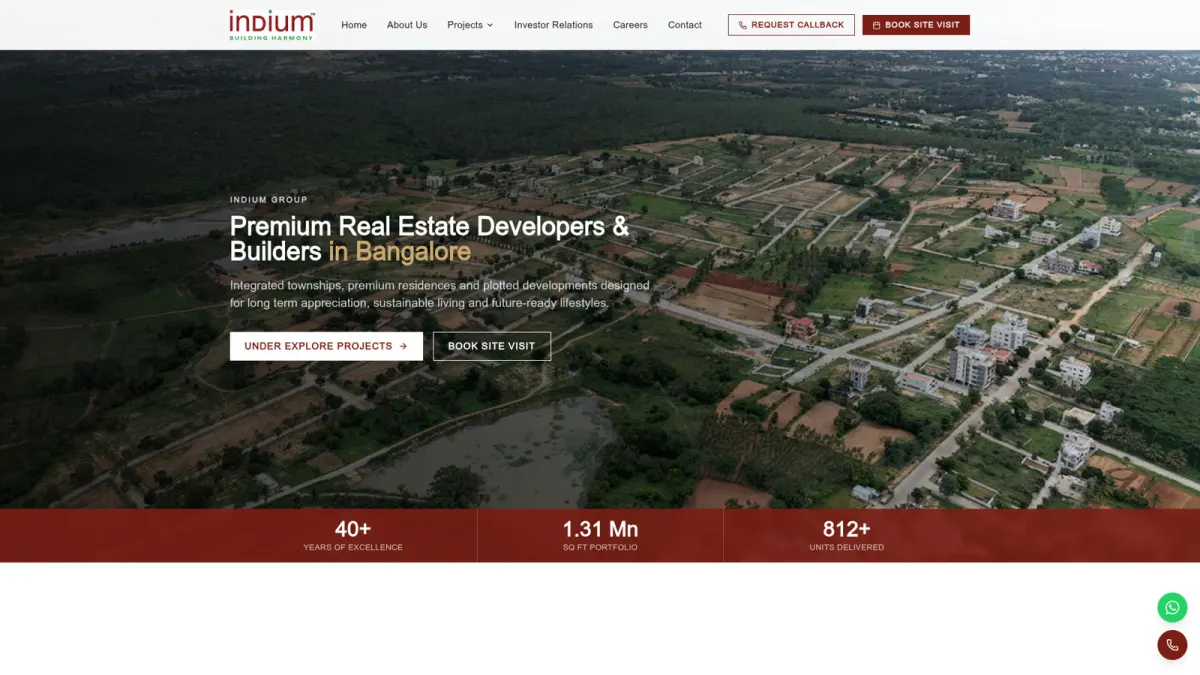 indium™
BUILDING HARMONY
Home
About Us
Projects
Investor Relations
Careers
Contact
REQUEST CALLBACK
BOOK SITE VISIT
INDIUM GROUP
Premium Real Estate Developers &
Builders in Bangalore
Integrated townships, premium residences and plotted developments designed
for long term appreciation, sustainable living and future-ready lifestyles.
UNDER EXPLORE PROJECTS →
BOOK SITE VISIT
40+
YEARS OF EXCELLENCE
1.31 Mn
SQ FT PORTFOLIO
812+
UNITS DELIVERED